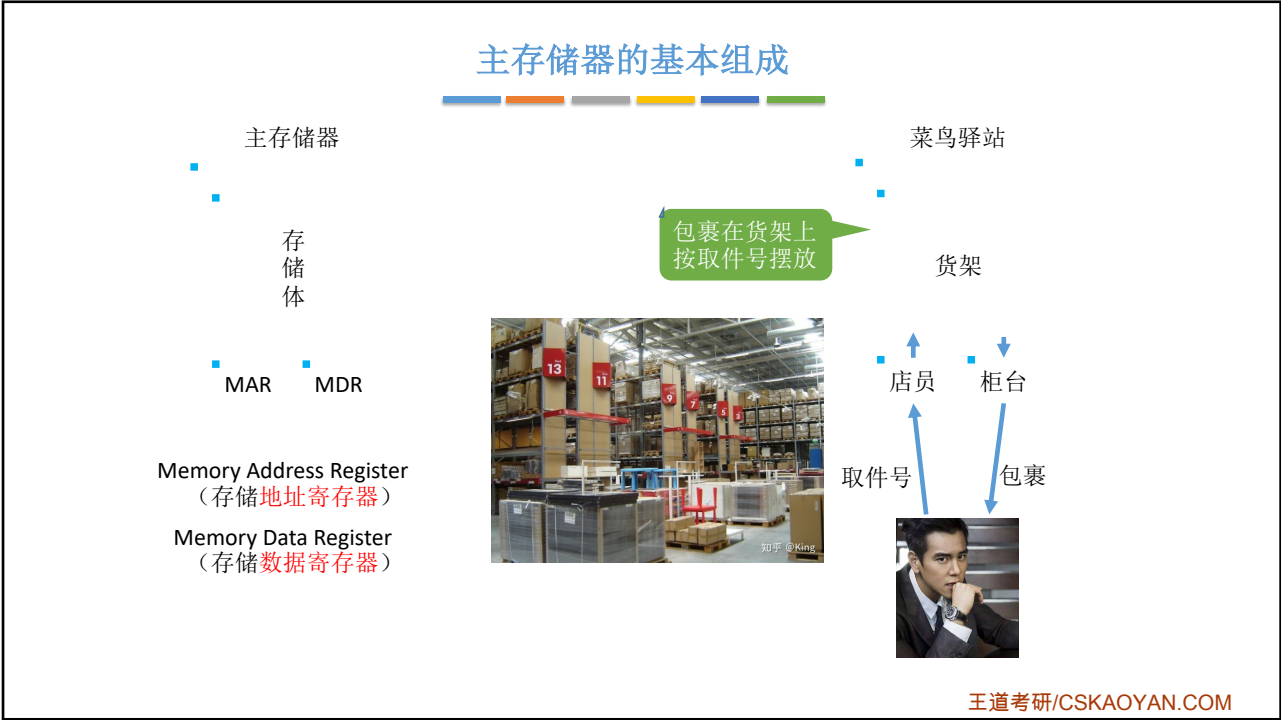 主存储器的基本组成
主存储器
存
储
体
MAR
MDR
Memory Address Register
（存储地址寄存器）
Memory Data Register
（存储数据寄存器）
包裹在货架上
按取件号摆放
13
11
9
7
5
3
知乎 @King
菜鸟驿站
货架
店员
柜台
取件号
包裹
王道考研/CSKAOYAN.COM